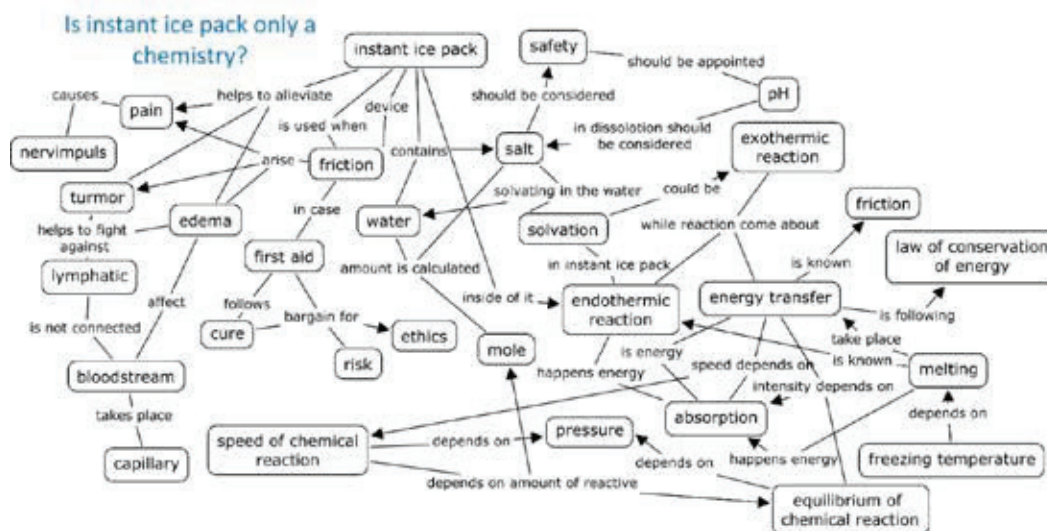 Is instant ice pack only a
chemistry?
instant ice pack
safety
should be appointed
causes
pain
helps to alleviate
device
should be considered
pH
is used when
in dissolotion should
be considered
exothermic
reaction
nervimpuls
arise
friction
contains
salt
turmor
solvating in the water
could be
friction
edema
in case
water
solvation
while reaction come about
helps to fight
against
law of conservation
of energy
first aid
amount is calculated
in instant ice pack
is known
lymphatic
affect
follows
inside of it
endothermic
reaction
energy transfer
is following
is not connected
cure
bargain for
ethics
mole
is energy
take place
risk
speed depends on
is known
bloodstream
happens energy
intensity depends on
melting
takes place
absorption
depends on
speed of chemical
reaction
depends on
pressure
capillary
depends on
happens energy
freezing temperature
depends amount of reactive
equilibrium of
chemical reaction